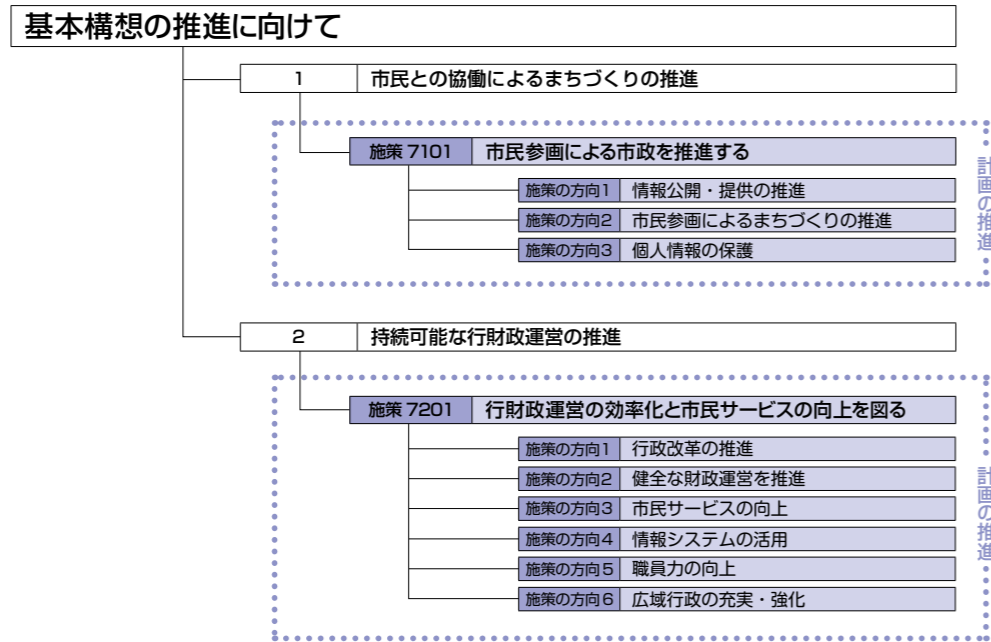 基本構想の推進に向けて
1 市民との協働によるまちづくりの推進
施策 7101 市民参画による市政を推進する
施策の方向1 情報公開・提供の推進
施策の方向2 市民参画によるまちづくりの推進
施策の方向3 個人情報の保護
計画の推進
2 持続可能な行財政運営の推進
施策 7201 行財政運営の効率化と市民サービスの向上を図る
施策の方向1 行政改革の推進
施策の方向2 健全な財政運営を推進
施策の方向3 市民サービスの向上
施策の方向4 情報システムの活用
施策の方向5 職員力の向上
施策の方向6 広域行政の充実・強化
計画の推進